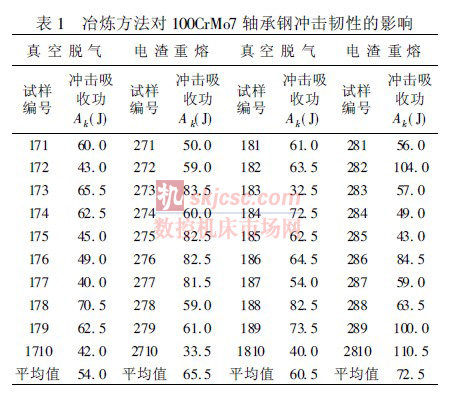 表 1 冶炼方法对 100CrMo7 轴承钢冲击韧性的影响
真空脱气 电渣重熔 真空脱气 电渣重熔
试样编号 冲击吸收功 Ak(J) 试样编号 冲击吸收功 Ak(J) 试样编号 冲击吸收功 Ak(J) 试样编号 冲击吸收功 Ak(J)
171 60.0 271 50.0 181 61.0 281 56.0
172 43.0 272 59.0 182 63.5 282 104.0
173 65.5 273 83.5 183 32.5 283 57.0
174 62.5 274 60.0 184 72.5 284 49.0
175 45.0 275 82.5 185 62.5 285 43.0
176 49.0 276 82.5 186 64.5 286 84.5
177 40.0 277 81.5 187 54.0 287 59.0
178 70.5 278 59.0 188 82.5 288 63.5
179 62.5 279 61.0 189 73.5 289 100.0
1710 42.0 2710 33.5 1810 40.0 2810 110.5
平均值 54.0 平均值 65.5 平均值 60.5 平均值 72.5
机 skjcsc.com
数控机床市场网